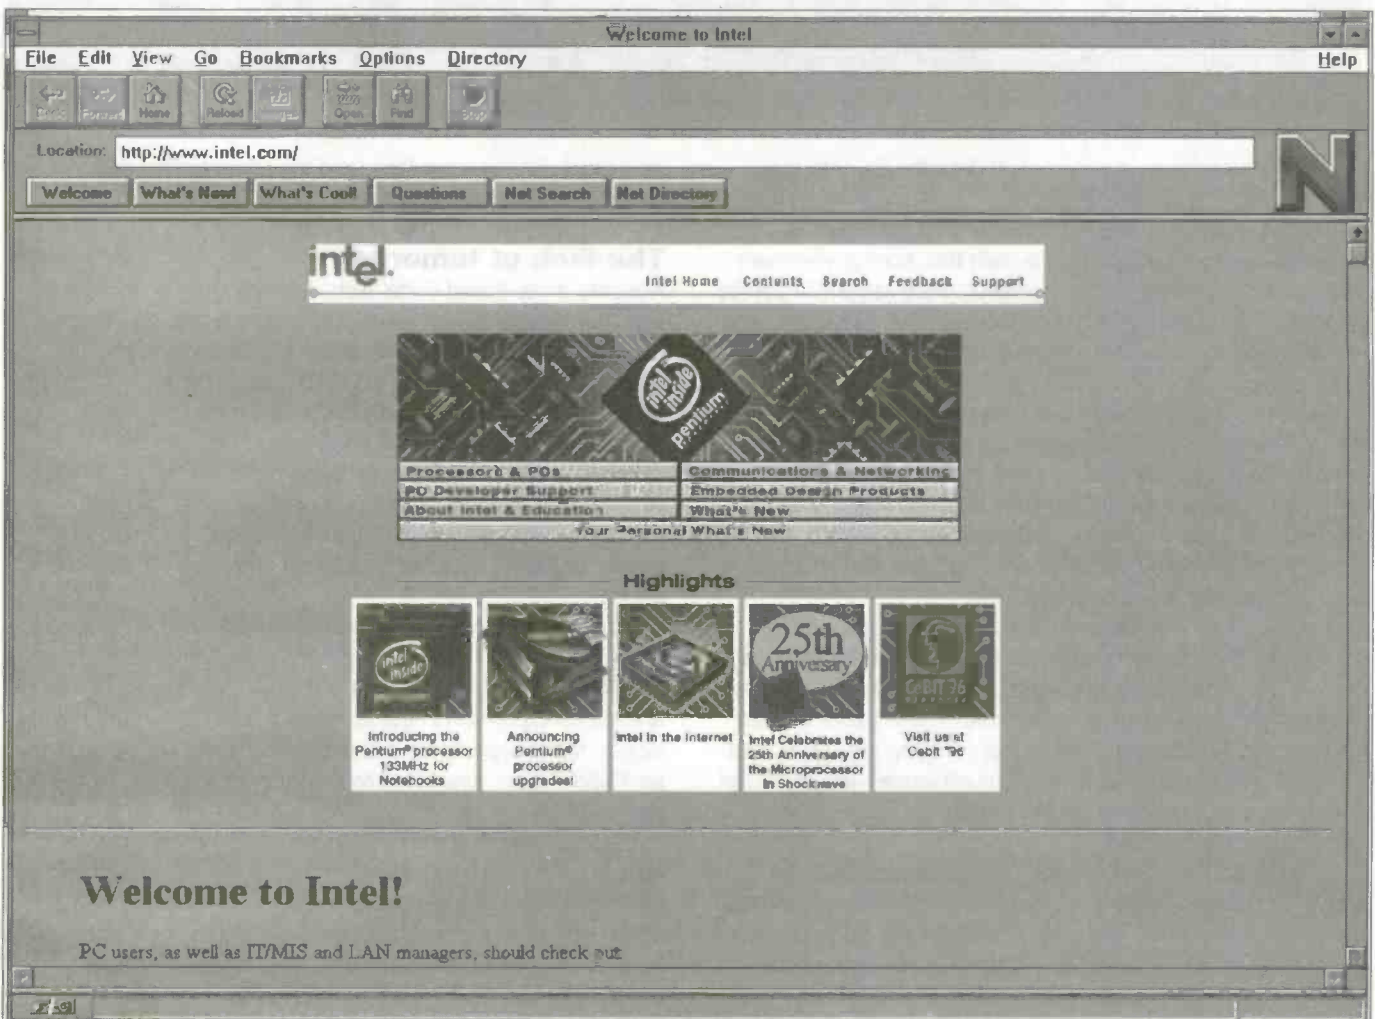 Welcome to Intel
File Edit View Go Bookmarks Options Directory Help
Back Forward Home Reload Images Open Find Stop
Location: http://www.intel.com/
Welcome What's New! What's Cool! Questions Net Search Net Directory
N
intel.
Intel Home Contents Search Feedback Support
intel inside
pentium
Processors & PCs Communications & Networking
PC Developer Support Embedded Design Products
About Intel & Education What's New
Your Personal What's New
Highlights
intel inside
25th
Anniversary
CeBIT '96
Introducing the
Pentium® processor
133MHz for
Notebooks
Announcing
Pentium®
processor
upgrades!
Intel in the Internet
Intel Celebrates the
25th Anniversary of
the Microprocessor
in Shockwave
Visit us at
Cebit '96
Welcome to Intel!
PC users, as well as IT/MIS and LAN managers, should check out